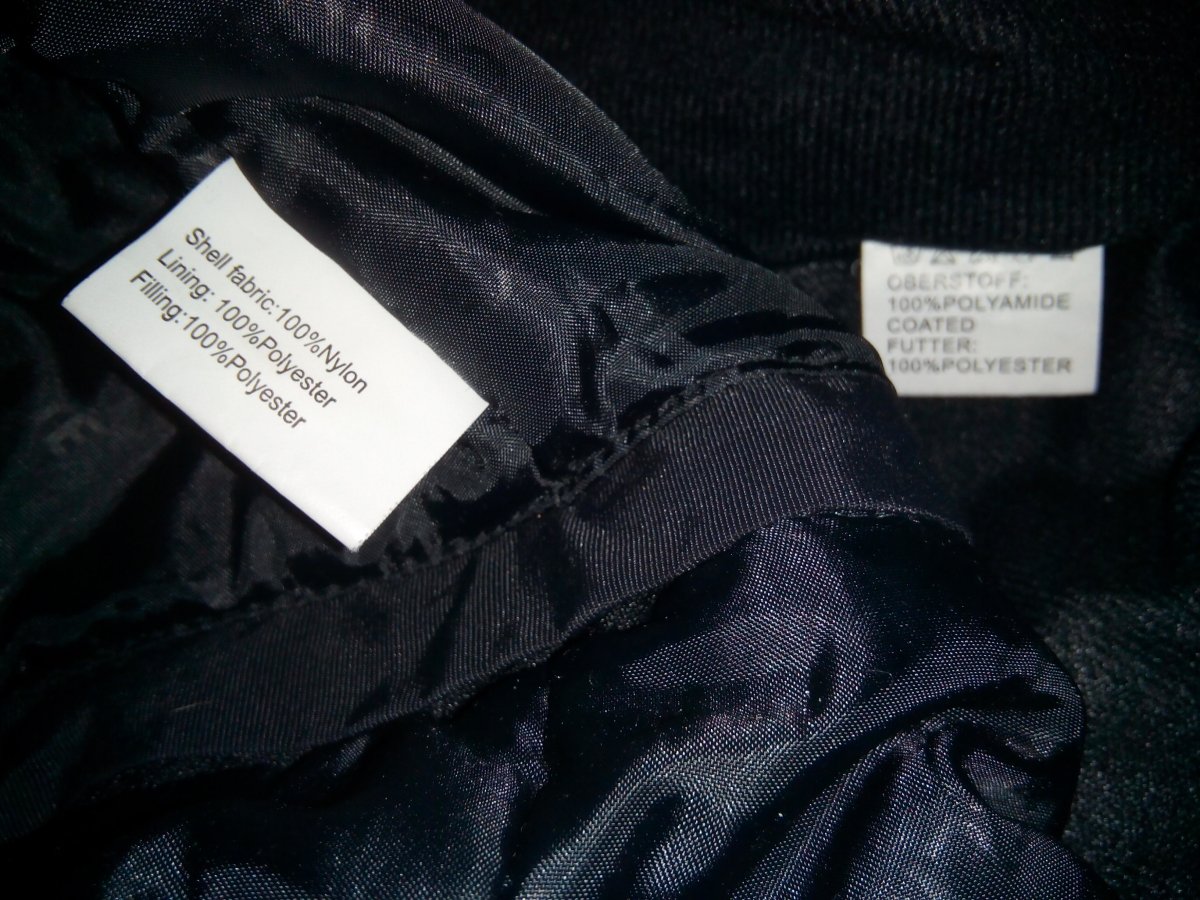 Shell fabric:100%Nylon
Lining: 100%Polyester
Filling:100%Polyester
OBERSTOFF:
100%POLYAMIDE
COATED
FUTTER:
100%POLYESTER